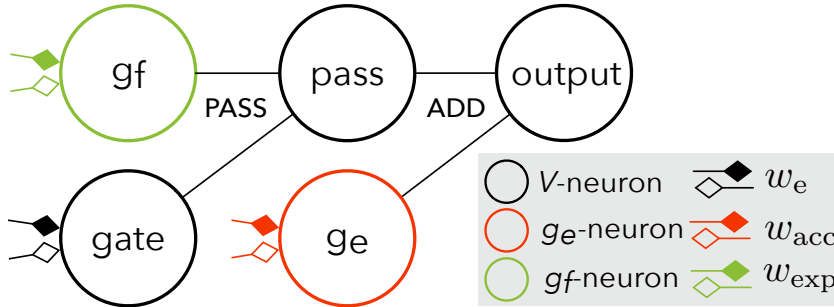 gf pass output
PASS ADD
gate ge
V-neuron we
ge-neuron wacc
gf-neuron wexp